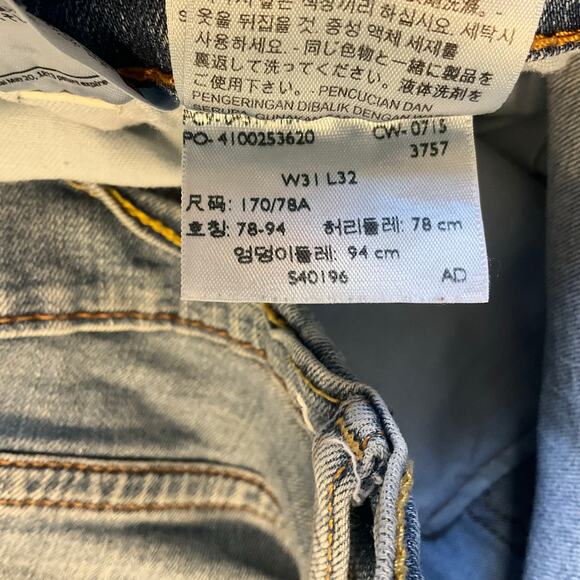 옷을 뒤집을 것 중성 액체 세제를
사용하세요. 同じ色物と一緒に製品を
裏返して洗ってください。液体洗剤をご
使用下さい。 PENCUCIAN DAN
PENGERINGAN DIBALIK DENGAN
PO-4100253620 CW-0715
3757
W31 L32
尺码: 170/78A
호칭: 78-94 허리둘레: 78 cm
엉덩이둘레: 94 cm
S40196 AD